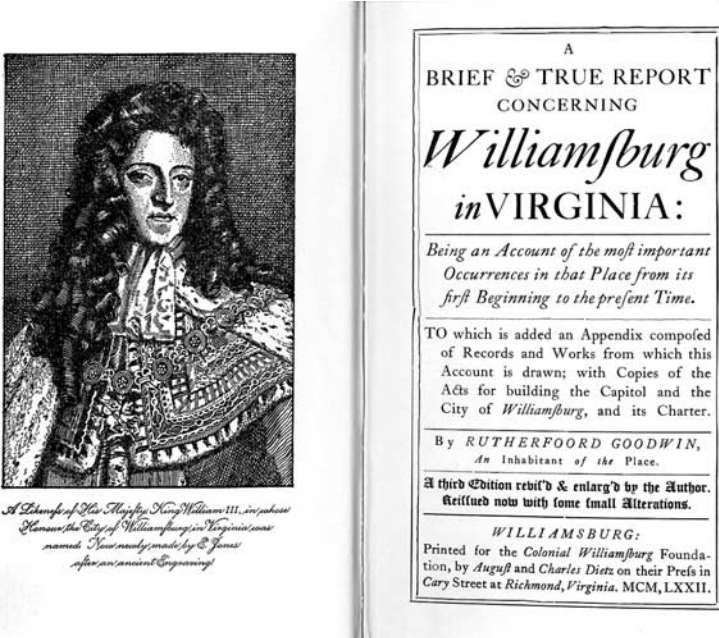 A Likeneſs of His Majeſty King William III, in whose
Honour the City of Williamſburg in Virginia was
named: Now newly made by E. Jones
after an ancient Engraving
A
BRIEF & TRUE REPORT
CONCERNING
Williamſburg
in VIRGINIA:
Being an Account of the moſt important
Occurrences in that Place from its
firſt Beginning to the preſent Time.
TO which is added an Appendix compoſed
of Records and Works from which this
Account is drawn; with Copies of the
Acts for building the Capitol and the
City of Williamſburg, and its Charter.
By RUTHERFOORD GOODWIN,
An Inhabitant of the Place.
A third Edition reviſ'd & enlarg'd by the Author.
Reiſſued now with ſome ſmall Alterations.
WILLIAMSBURG:
Printed for the Colonial Williamſburg Founda-
tion, by Auguſt and Charles Dietz on their Preſs in
Cary Street at Richmond, Virginia. MCM,LXXII.